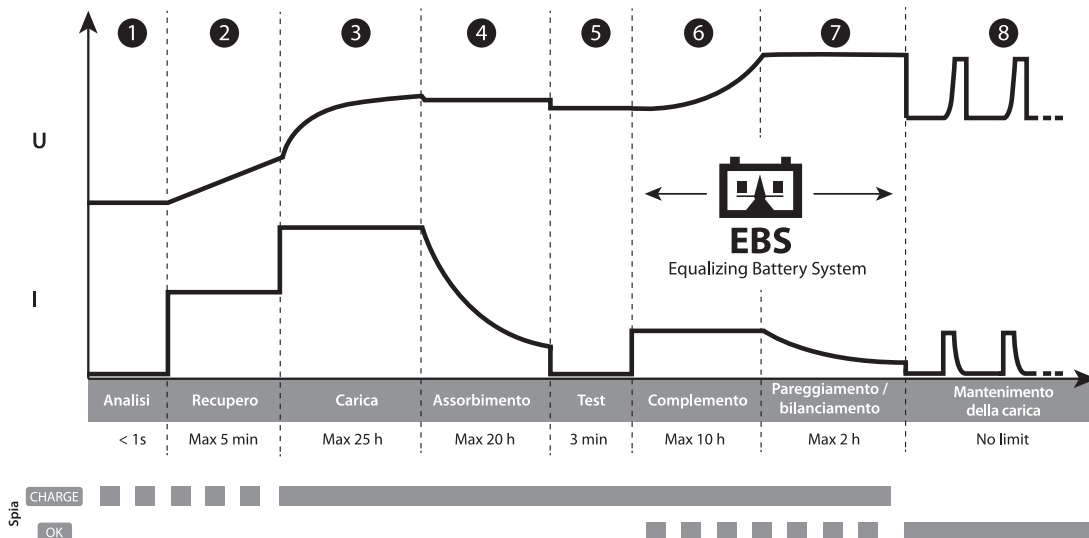 1 2 3 4 5 6 7 8
U
EBS
Equalizing Battery System
I
Analisi Recupero Carica Assorbimento Test Complemento Pareggiamento / bilanciamento Mantenimento della carica
< 1s Max 5 min Max 25 h Max 20 h 3 min Max 10 h Max 2 h No limit
Spia
CHARGE
OK